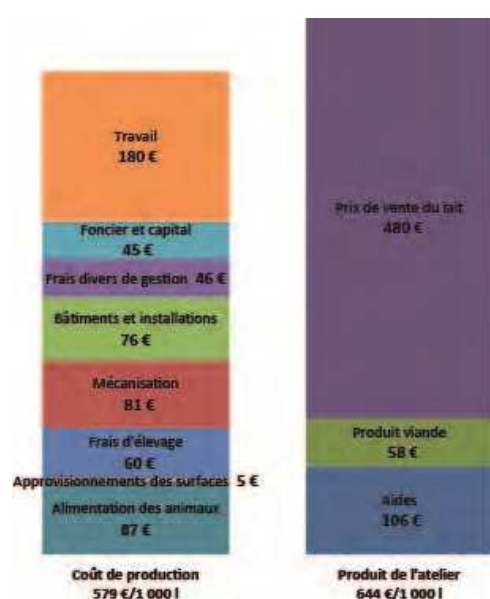 Travail
180 €
Foncier et capital
45 €
Frais divers de gestion 46 €
Bâtiments et installations
76 €
Mécanisation
81 €
Frais d'élevage
60 €
Approvisionnements des surfaces 5 €
Alimentation des animaux
87 €
Coût de production
579 €/1 000 l
Prix de vente du lait
480 €
Produit viande
58 €
Aides
106 €
Produit de l'atelier
644 €/1 000 l